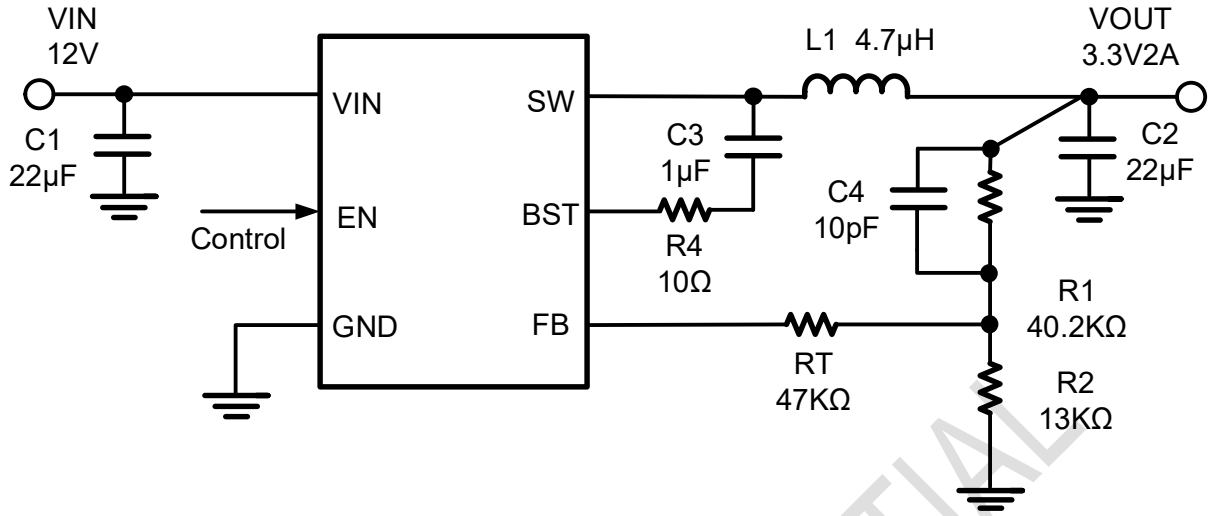 VIN
12V
VOUT
3.3V2A
L1 4.7μH
VIN
SW
C1
22μF
C3
1μF
C2
22μF
C4
10pF
EN
Control
BST
R4
10Ω
GND
FB
R1
40.2KΩ
RT
47KΩ
R2
13KΩ
TIAL